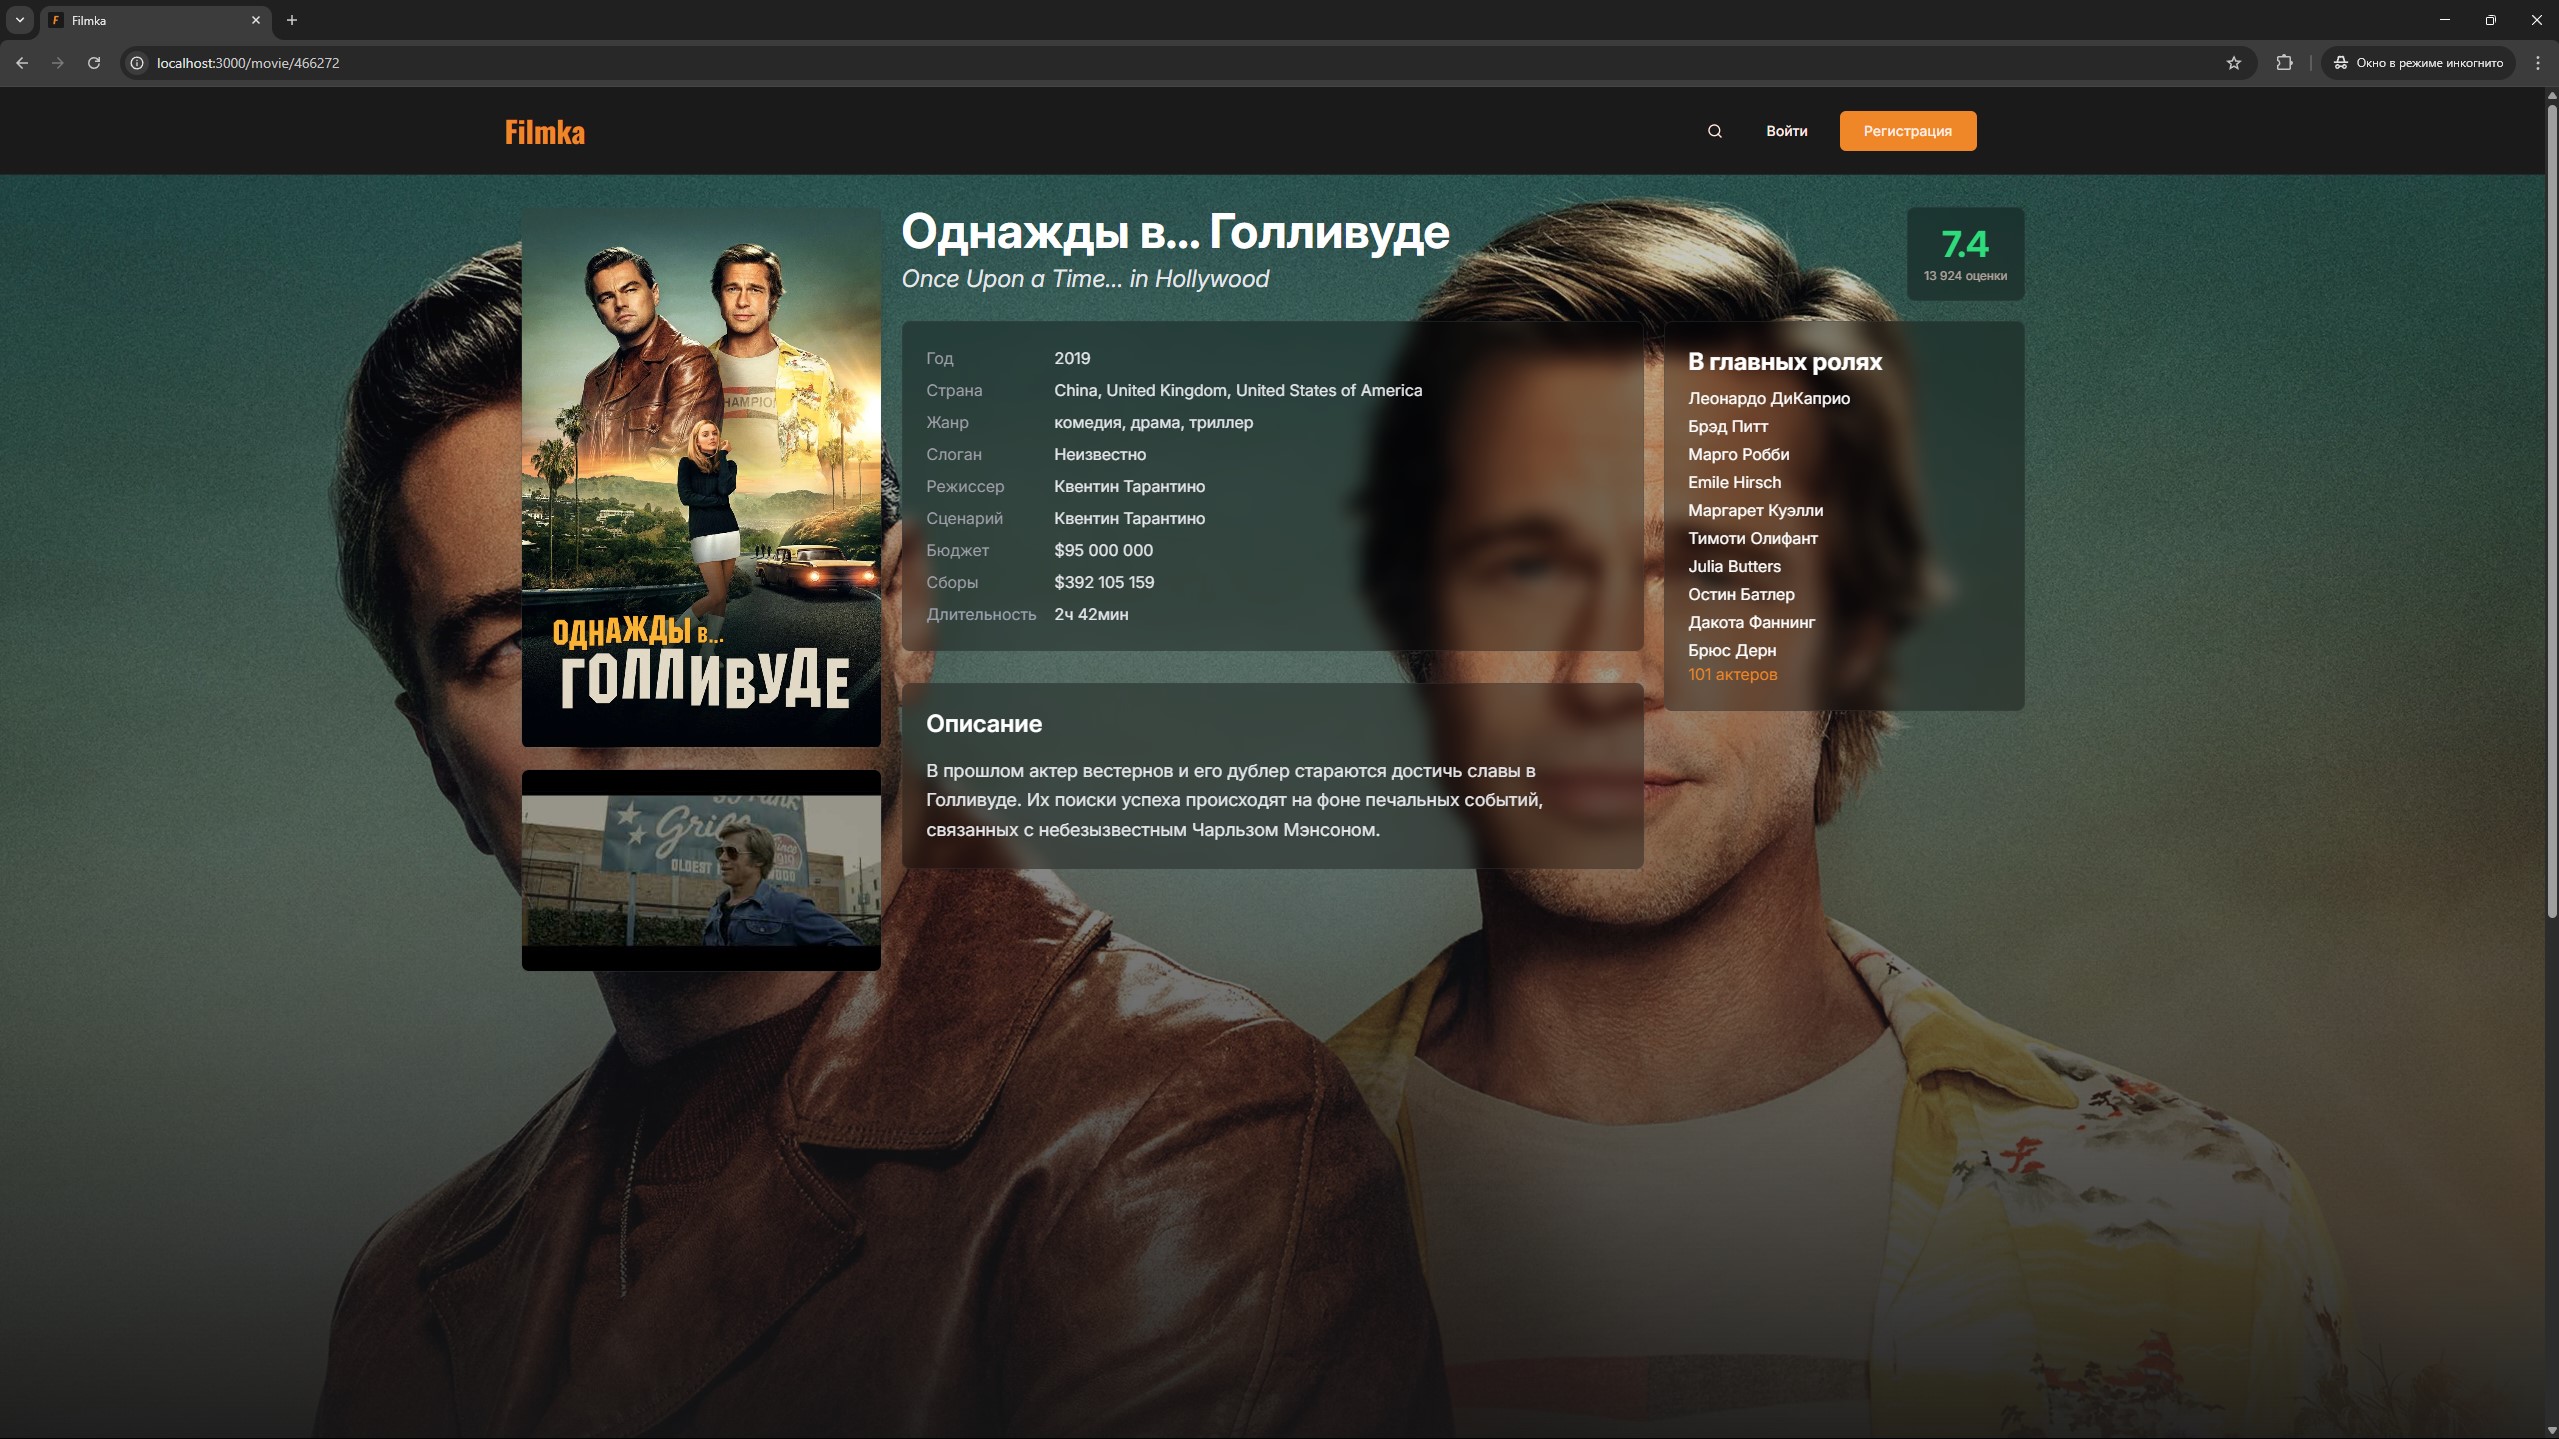 Filmka
localhost:3000/movie/466272
Окно в режиме инкогнито
Filmka
Войти
Регистрация
Однажды в... Голливуде
Once Upon a Time... in Hollywood
7.4
13 924 оценки
CHAMPION
ОДНАЖДЫ В...
ГОЛЛИВУДЕ
Год 2019
Страна China, United Kingdom, United States of America
Жанр комедия, драма, триллер
Слоган Неизвестно
Режиссер Квентин Тарантино
Сценарий Квентин Тарантино
Бюджет $95 000 000
Сборы $392 105 159
Длительность 2ч 42мин
В главных ролях
Леонардо ДиКаприо
Брэд Питт
Марго Робби
Emile Hirsch
Маргарет Куэлли
Тимоти Олифант
Julia Butters
Остин Батлер
Дакота Фаннинг
Брюс Дерн
101 актеров
Описание
В прошлом актер вестернов и его дублер стараются достичь славы в
Голливуде. Их поиски успеха происходят на фоне печальных событий,
связанных с небезызвестным Чарльзом Мэнсоном.
Grill
Since
1919
OLDEST